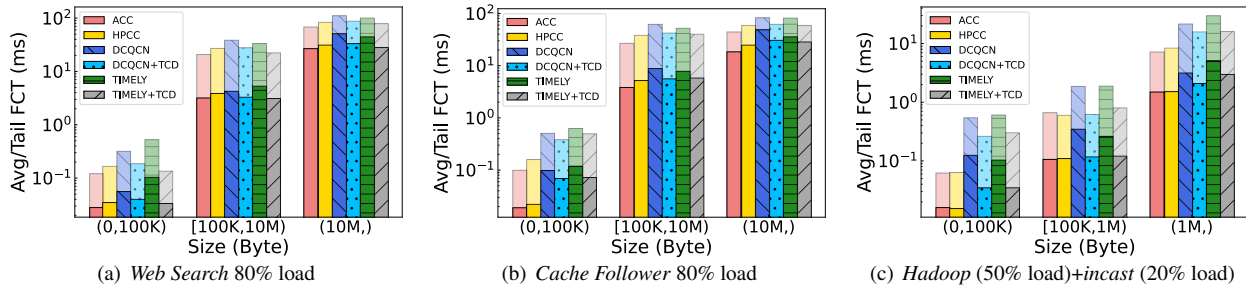 Avg/Tail FCT (ms)
10²
10¹
10⁰
10⁻¹
ACC
HPCC
DCQCN
DCQCN+TCD
TIMELY
TIMELY+TCD
(0,100K) [100K,10M) (10M,)
Size (Byte)
(a) Web Search 80% load
Avg/Tail FCT (ms)
10²
10¹
10⁰
10⁻¹
ACC
HPCC
DCQCN
DCQCN+TCD
TIMELY
TIMELY+TCD
(0,100K) [100K,10M) (10M,)
Size (Byte)
(b) Cache Follower 80% load
Avg/Tail FCT (ms)
10¹
10⁰
10⁻¹
ACC
HPCC
DCQCN
DCQCN+TCD
TIMELY
TIMELY+TCD
(0,100K) [100K,1M) (1M,)
Size (Byte)
(c) Hadoop (50% load)+incast (20% load)